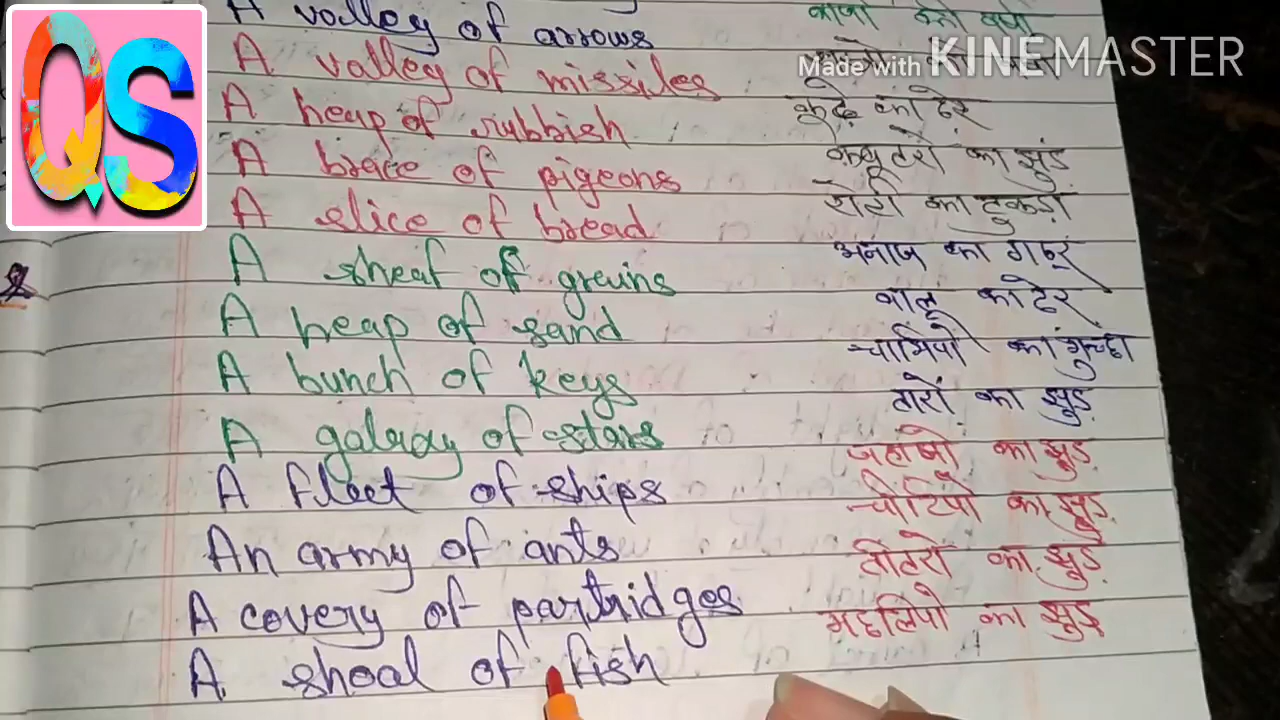 QS
Made with KINEMASTER
A volley of arrows
A volley of missiles
A heap of rubbish कूढ़े का ढेर
A brace of pigeons कबूतरों का झुंड
A slice of bread रोटी का टुकड़ा
A sheaf of grains अनाज का गट्ठर
A heap of sand बालू का ढेर
A bunch of keys चाभियों का गुच्छा
A galaxy of stars तारों का झुंड
A fleet of ships जहाजों का झुंड
An army of ants चीटियों का झुंड
A covery of partridges तीतरों का झुंड
A shoal of fish मछलियों का झुंड